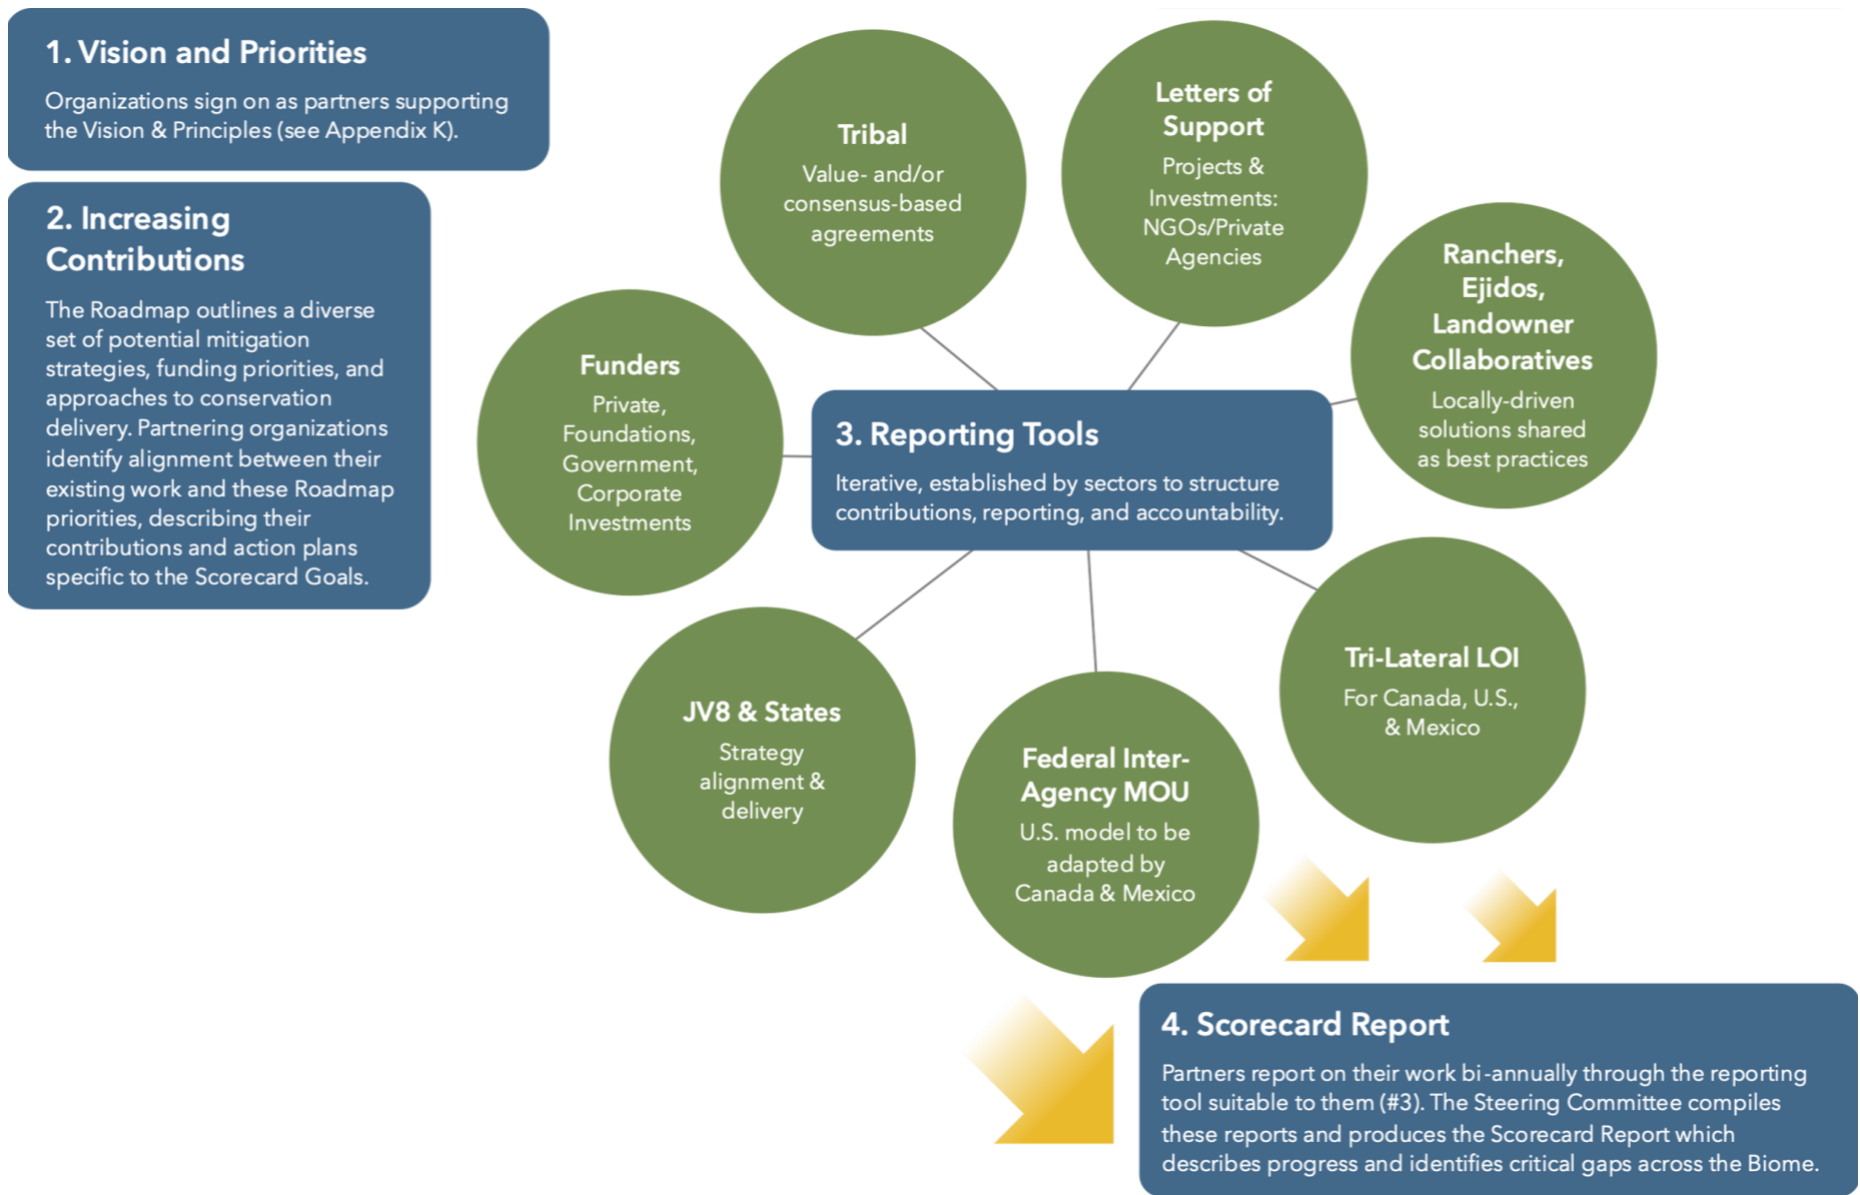 1. Vision and Priorities
Organizations sign on as partners supporting
the Vision & Principles (see Appendix K).
2. Increasing
Contributions
The Roadmap outlines a diverse
set of potential mitigation
strategies, funding priorities, and
approaches to conservation
delivery. Partnering organizations
identify alignment between their
existing work and these Roadmap
priorities, describing their
contributions and action plans
specific to the Scorecard Goals.
Tribal
Value- and/or
consensus-based
agreements
Letters of
Support
Projects &
Investments:
NGOs/Private
Agencies
Ranchers,
Ejidos,
Landowner
Collaboratives
Locally-driven
solutions shared
as best practices
Funders
Private,
Foundations,
Government,
Corporate
Investments
3. Reporting Tools
Iterative, established by sectors to structure
contributions, reporting, and accountability.
JV8 & States
Strategy
alignment &
delivery
Federal Inter-
Agency MOU
U.S. model to be
adapted by
Canada & Mexico
Tri-Lateral LOI
For Canada, U.S.,
& Mexico
4. Scorecard Report
Partners report on their work bi-annually through the reporting
tool suitable to them (#3). The Steering Committee compiles
these reports and produces the Scorecard Report which
describes progress and identifies critical gaps across the Biome.